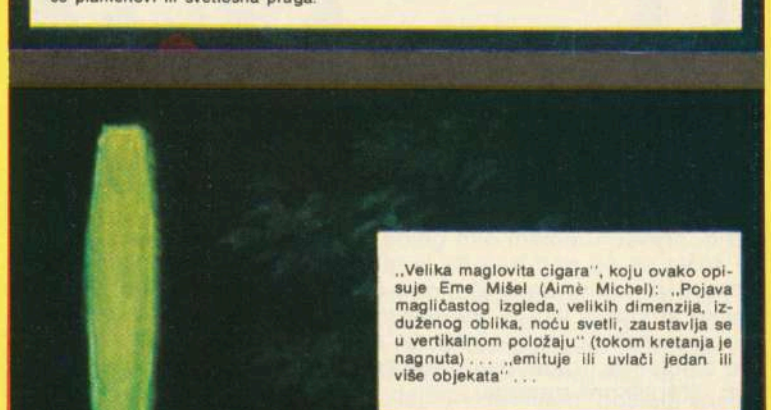 se plamenovi ili svetlosna pruga.
„Velika maglovita cigara”, koju ovako opi-
suje Eme Mišel (Aimè Michel): „Pojava
magličastog izgleda, velikih dimenzija, iz-
duženog oblika, noću svetli, zaustavlja se
u vertikalnom položaju” (tokom kretanja je
nagnuta) . . . „emituje ili uvlači jedan ili
više objekata” . . .